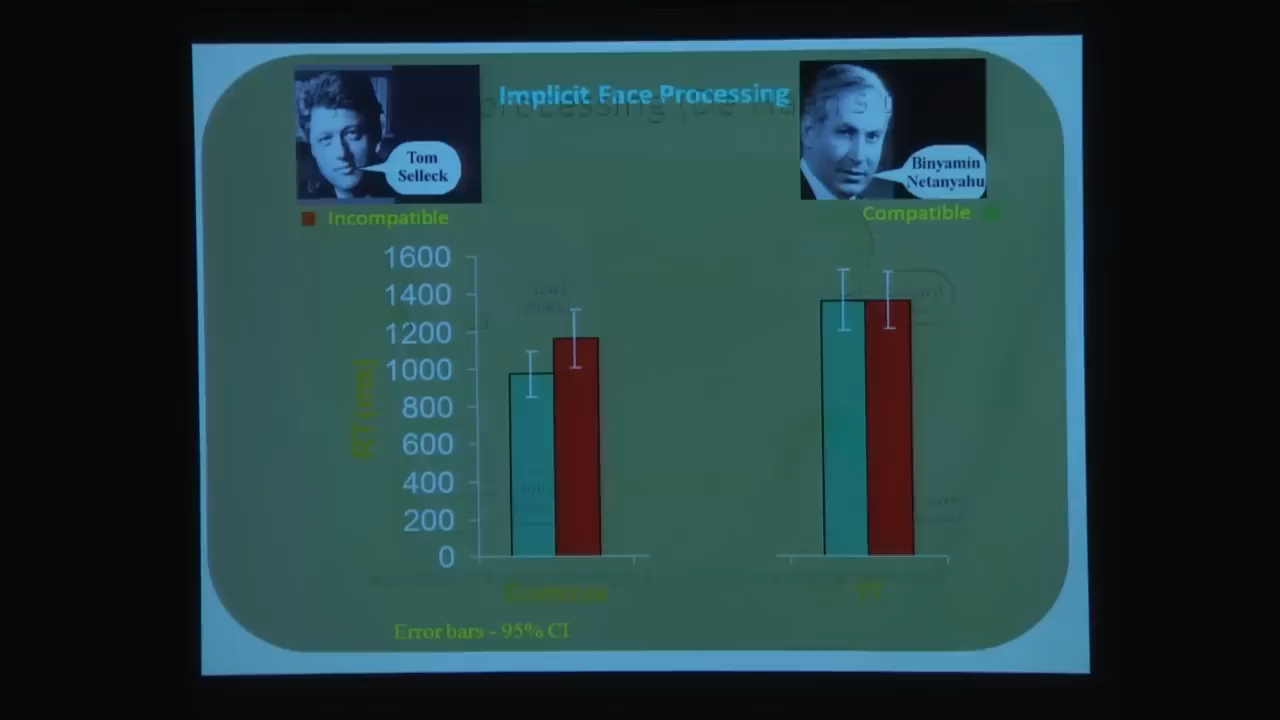 Implicit Face Processing
Tom
Selleck
Binyamin
Netanyahu
Incompatible
Compatible
1600
1400
1200
1000
800
600
400
200
0
RT(ms)
Controls
Error bars - 95% CI